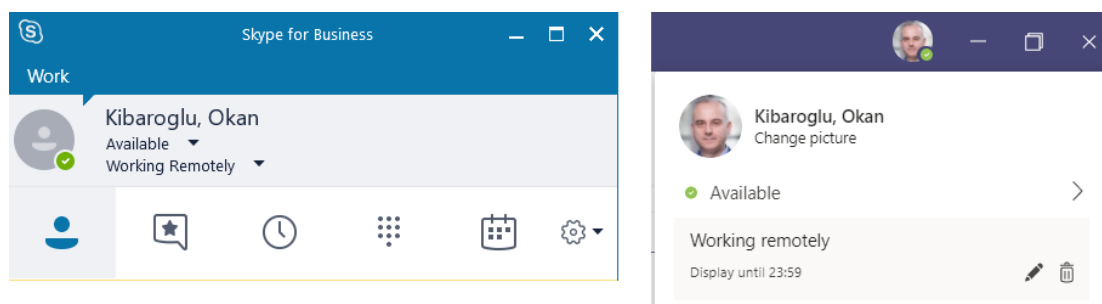 Skype for Business
Work
Kibaroglu, Okan
Available
Working Remotely
Kibaroglu, Okan
Change picture
Available
Working remotely
Display until 23:59